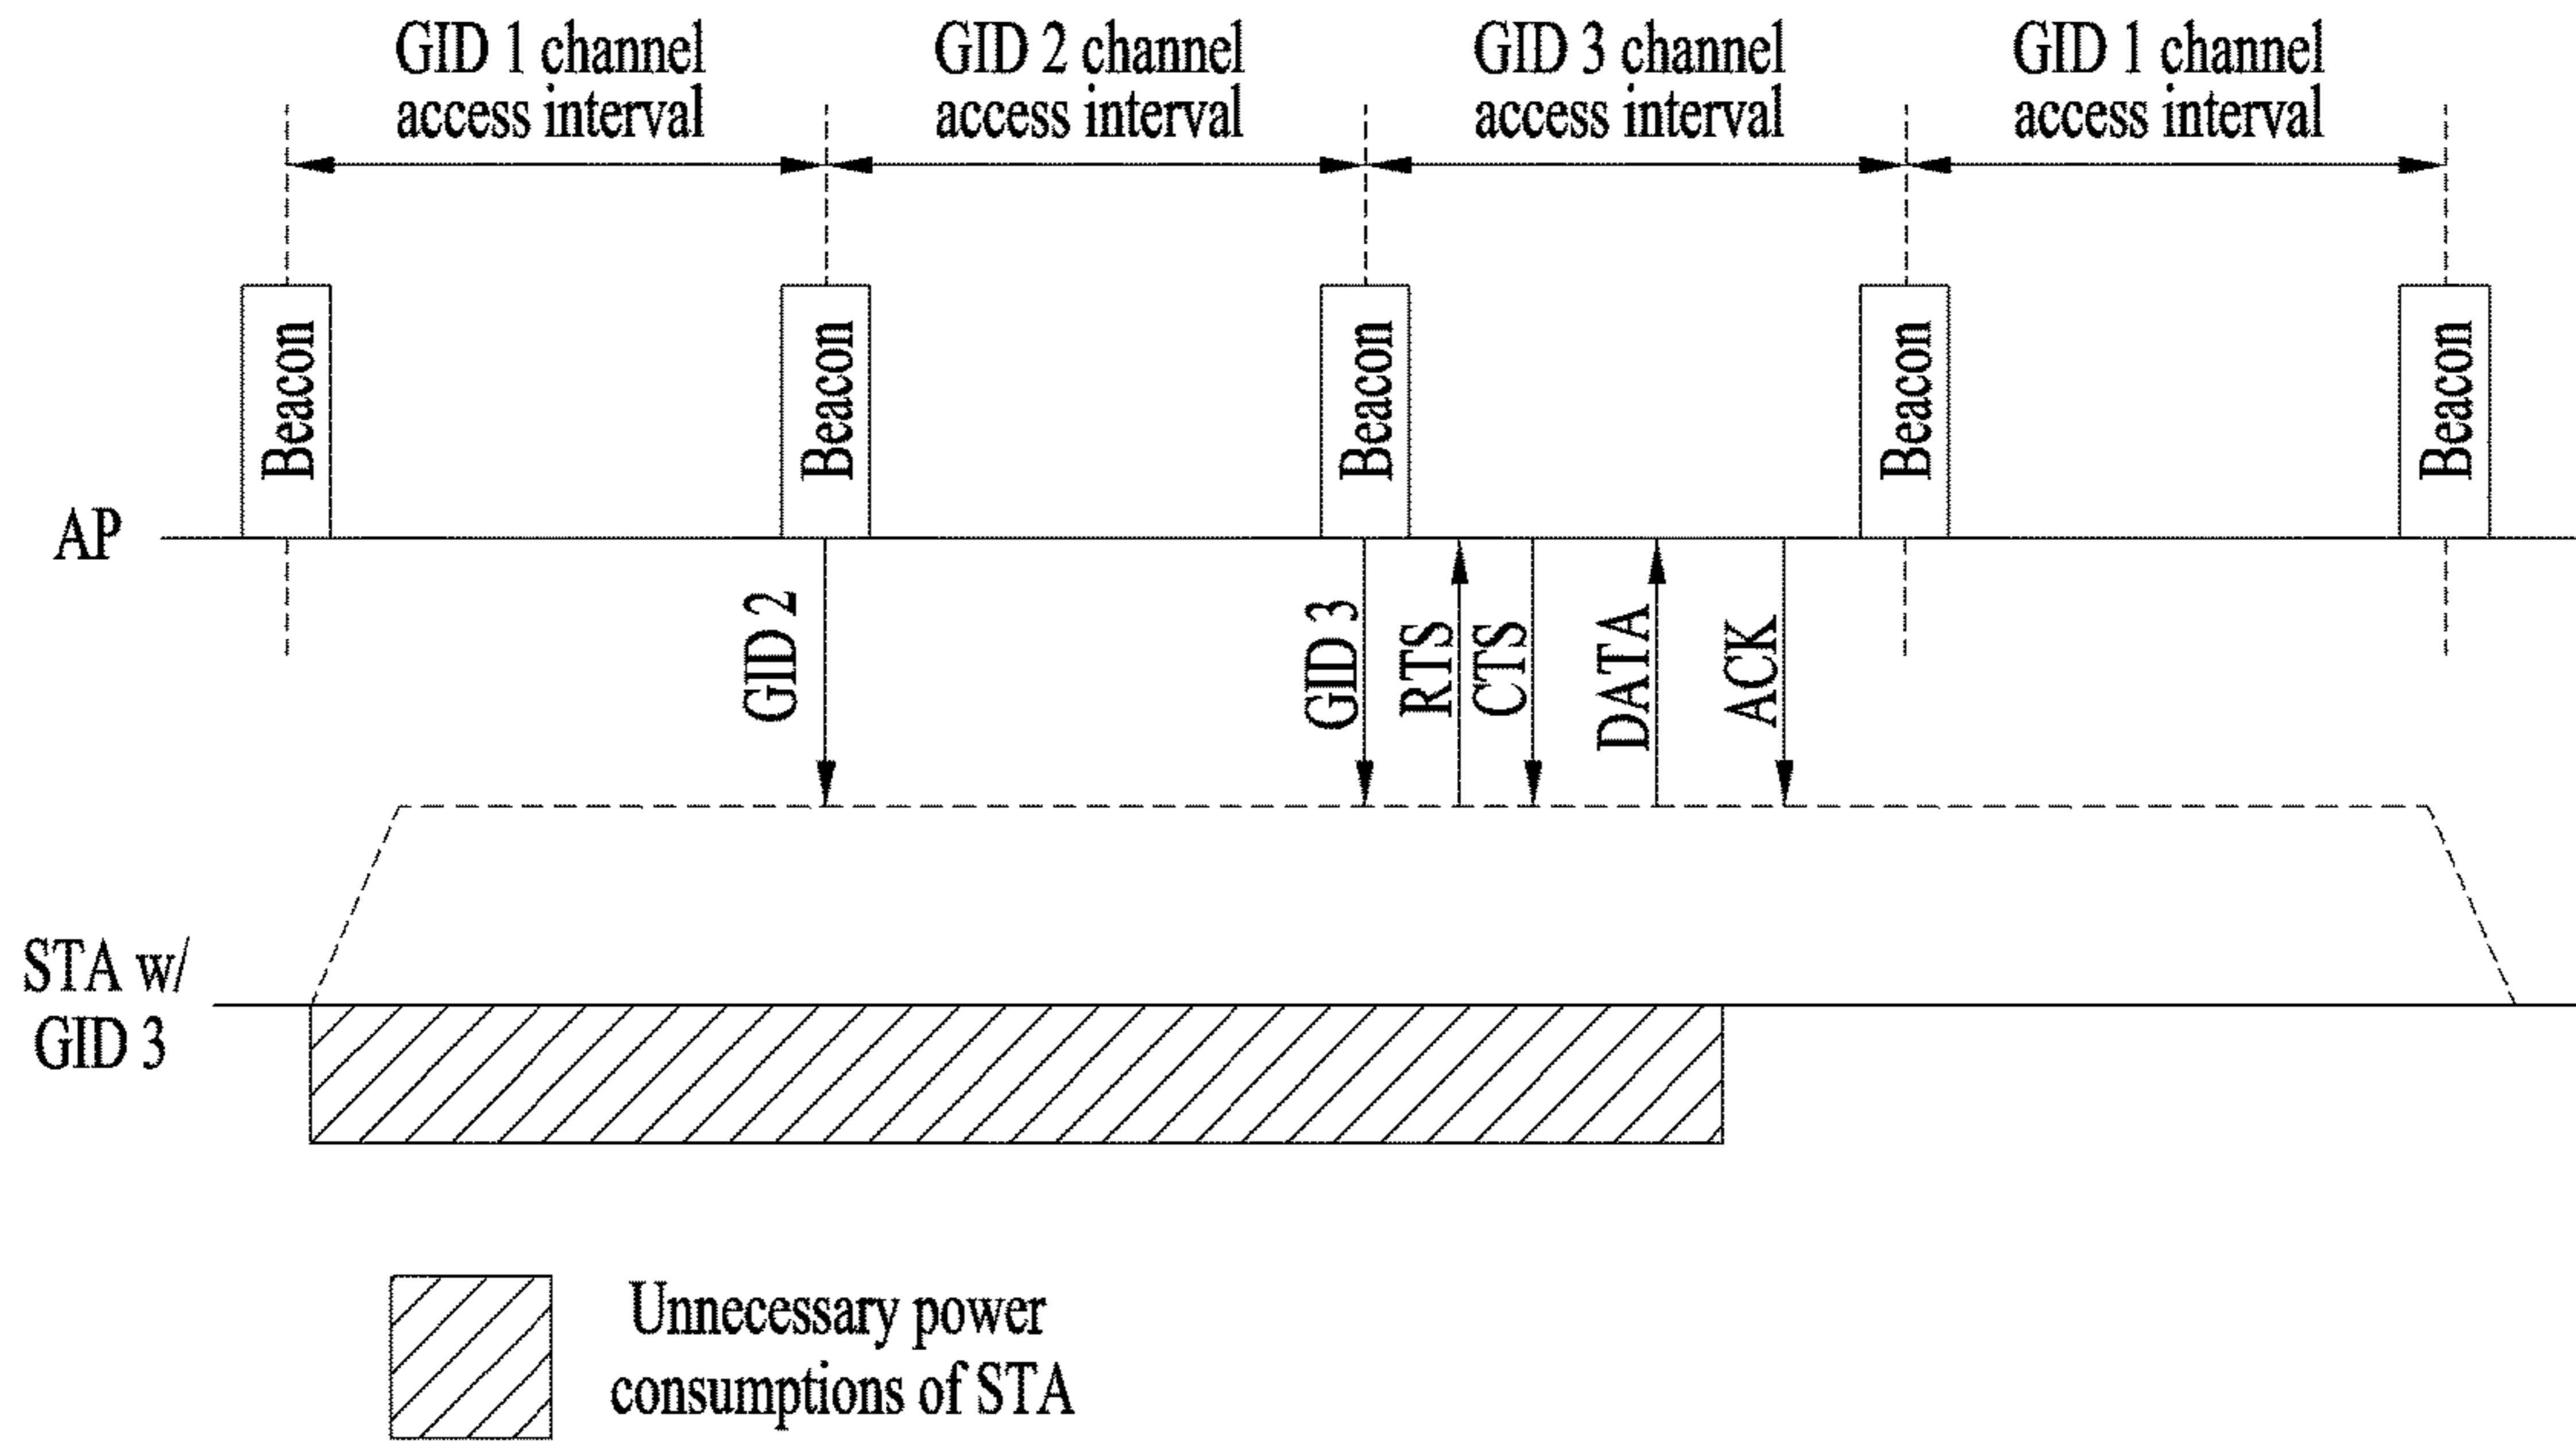 GID 1 channel
access interval
GID 2 channel
access interval
GID 3 channel
access interval
GID 1 channel
access interval
Beacon
Beacon
Beacon
Beacon
Beacon
AP
GID 2
GID 3
RTS
CTS
DATA
ACK
STA w/
GID 3
Unnecessary power
consumptions of STA